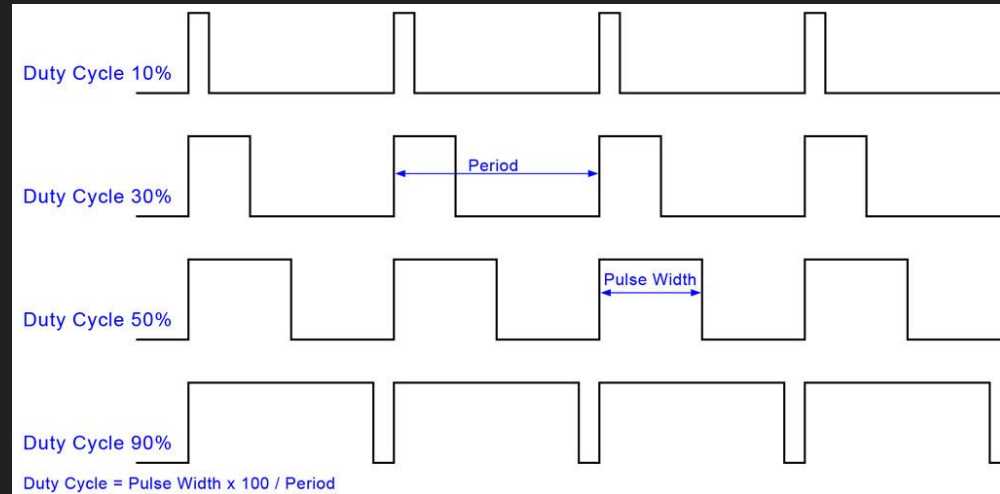 Duty Cycle 10%
Duty Cycle 30%
Period
Duty Cycle 50%
Pulse Width
Duty Cycle 90%
Duty Cycle = Pulse Width x 100 / Period